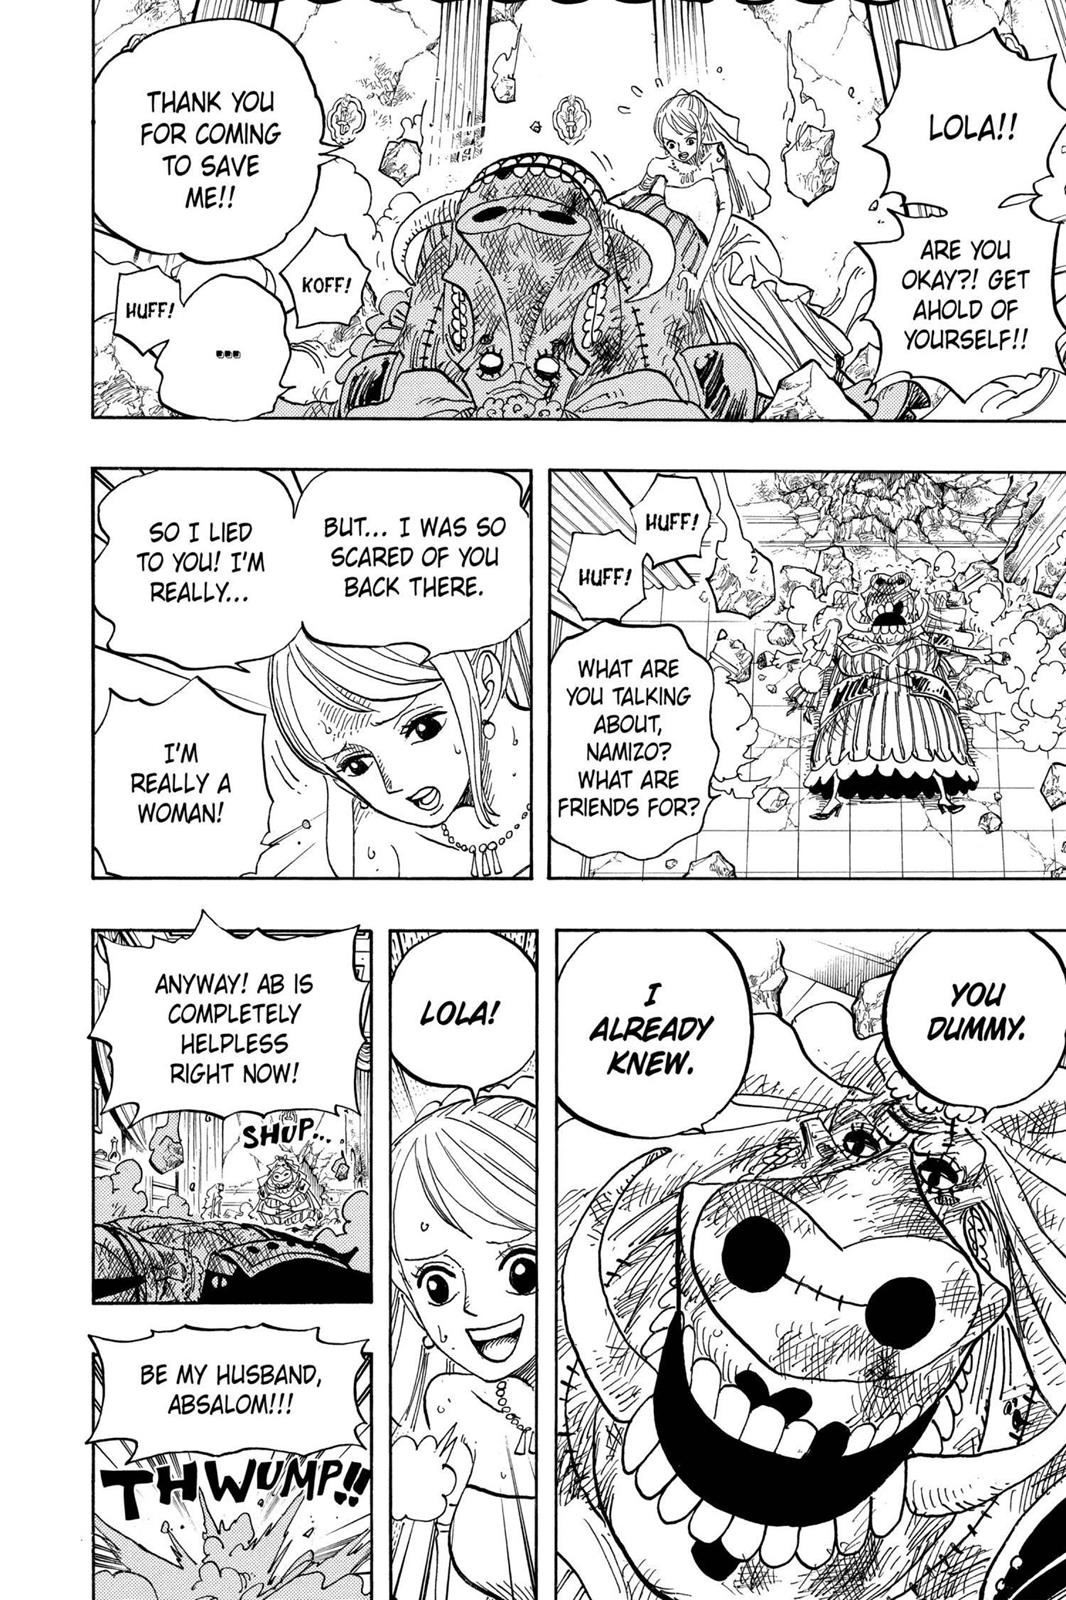 LOLA!!
ARE YOU
OKAY?! GET
AHOLD OF
YOURSELF!!
THANK YOU
FOR COMING
TO SAVE
ME!!
KOFF!
HUFF!
...
HUFF!
HUFF!
WHAT ARE
YOU TALKING
ABOUT,
NAMIZO?
WHAT ARE
FRIENDS FOR?
BUT... I WAS SO
SCARED OF YOU
BACK THERE.
SO I LIED
TO YOU! I'M
REALLY...
I'M
REALLY A
WOMAN!
YOU
DUMMY.
I
ALREADY
KNEW.
LOLA!
ANYWAY! AB IS
COMPLETELY
HELPLESS
RIGHT NOW!
SHUP...
BE MY HUSBAND,
ABSALOM!!!
THWUMP!!